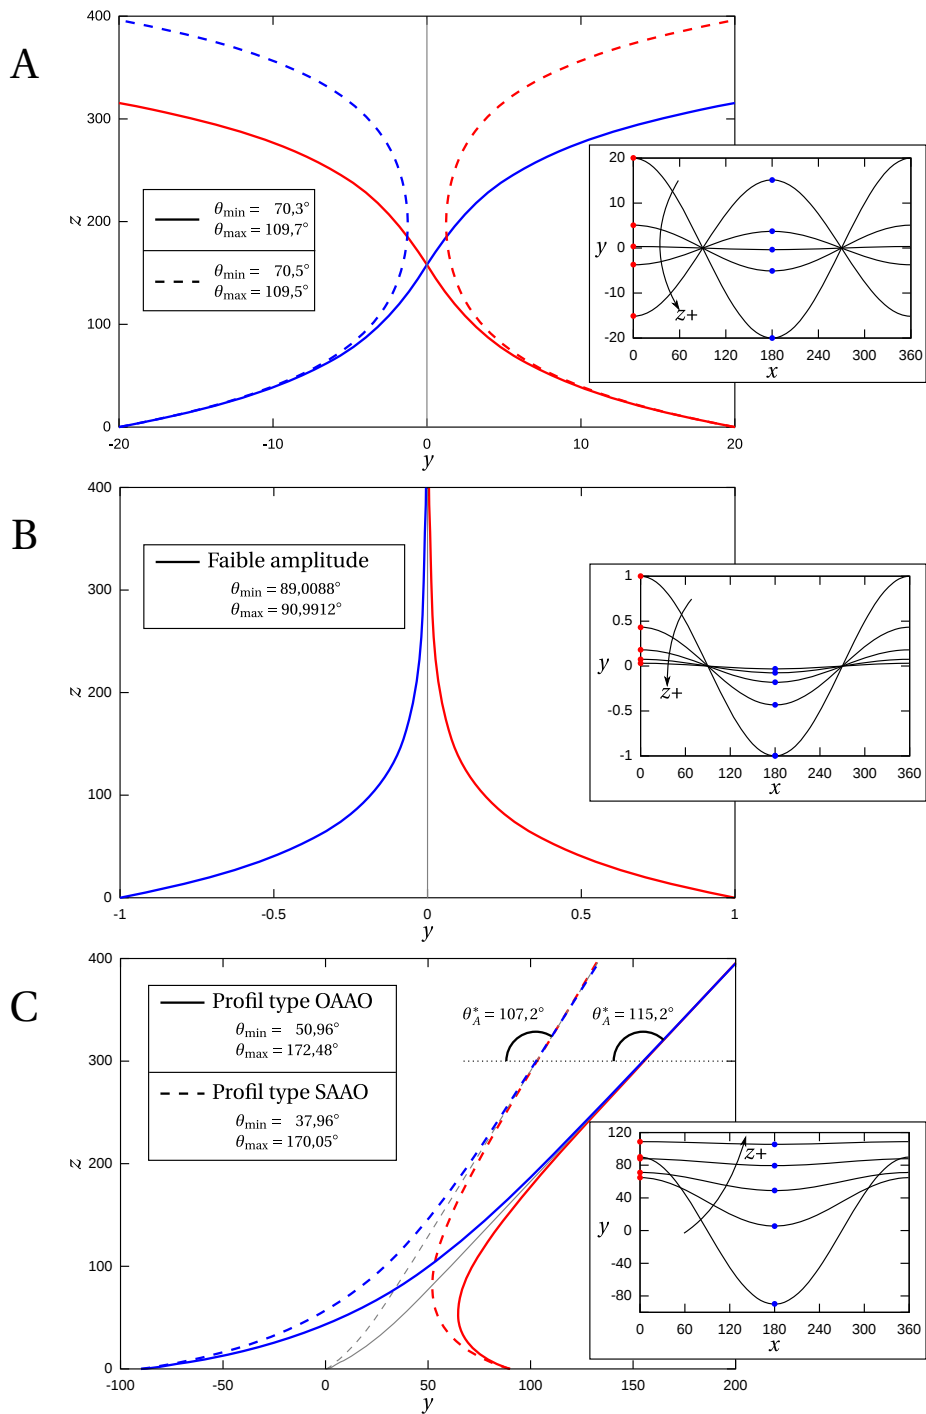 A
400
300
200
100
0
z
θmin = 70,3°
θmax = 109,7°
θmin = 70,5°
θmax = 109,5°
-20
-10
0
10
20
y
20
10
0
-10
-20
y
z+
0
60
120
180
240
300
360
x
B
400
300
200
100
0
z
Faible amplitude
θmin = 89,0088°
θmax = 90,9912°
-1
-0.5
0
0.5
1
y
1
0.5
0
-0.5
-1
y
z+
0
60
120
180
240
300
360
x
C
400
300
200
100
0
z
Profil type OAAO
θmin = 50,96°
θmax = 172,48°
Profil type SAAO
θmin = 37,96°
θmax = 170,05°
θ*A = 107,2°
θ*A = 115,2°
-100
-50
0
50
100
150
200
y
120
80
40
0
-40
-80
y
z+
0
60
120
180
240
300
360
x